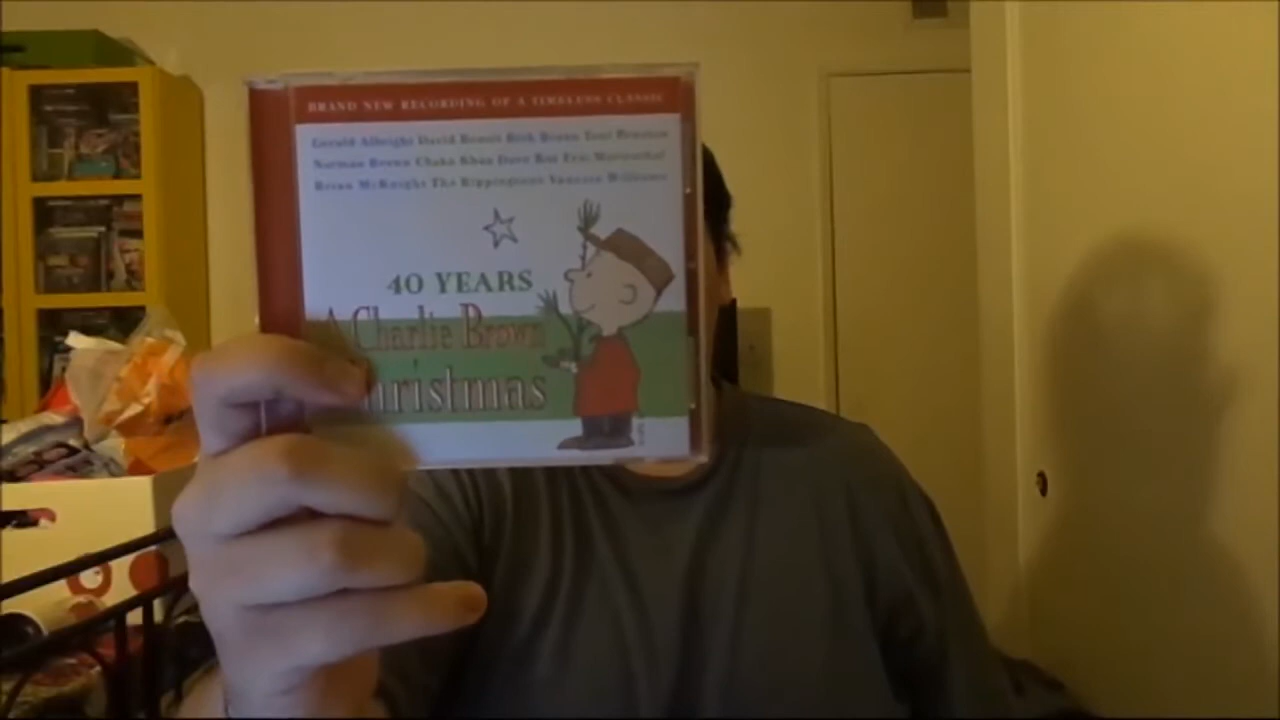 BRAND NEW RECORDING OF A TIMELESS CLASSIC
Gerald Albright David Benoit Rick Braun Toni Braxton
Norman Brown Chaka Khan Dave Koz Eric Marienthal
Brian McKnight The Rippingtons Vanessa Williams
40 YEARS
A Charlie Brown
Christmas